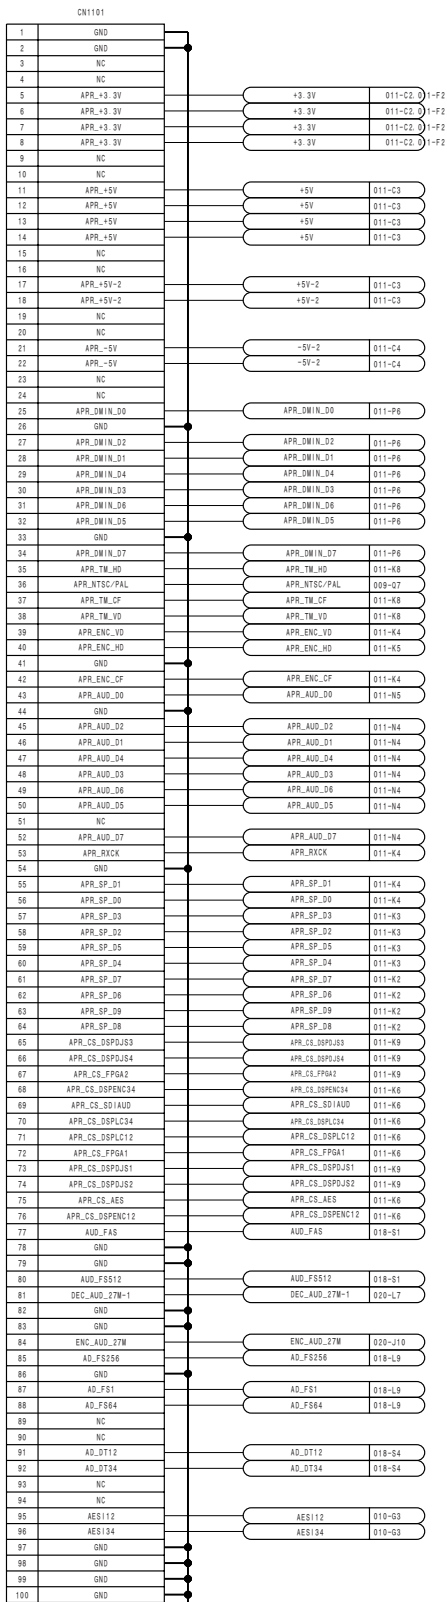 CN1101
1 GND
2 GND
3 NC
4 NC
5 APR_+3.3V +3.3V 011-C2.011-F2
6 APR_+3.3V +3.3V 011-C2.011-F2
7 APR_+3.3V +3.3V 011-C2.011-F2
8 APR_+3.3V +3.3V 011-C2.011-F2
9 NC
10 NC
11 APR_+5V +5V 011-C3
12 APR_+5V +5V 011-C3
13 APR_+5V +5V 011-C3
14 APR_+5V +5V 011-C3
15 NC
16 NC
17 APR_+5V-2 +5V-2 011-C3
18 APR_+5V-2 +5V-2 011-C3
19 NC
20 NC
21 APR_-5V -5V-2 011-C4
22 APR_-5V -5V-2 011-C4
23 NC
24 NC
25 APR_DMIN_D0 APR_DMIN_D0 011-P6
26 GND
27 APR_DMIN_D2 APR_DMIN_D2 011-P6
28 APR_DMIN_D1 APR_DMIN_D1 011-P6
29 APR_DMIN_D4 APR_DMIN_D4 011-P6
30 APR_DMIN_D3 APR_DMIN_D3 011-P6
31 APR_DMIN_D6 APR_DMIN_D6 011-P6
32 APR_DMIN_D5 APR_DMIN_D5 011-P6
33 GND
34 APR_DMIN_D7 APR_DMIN_D7 011-P6
35 APR_TM_HD APR_TM_HD 011-K8
36 APR_NTSC/PAL APR_NTSC/PAL 009-Q7
37 APR_TM_CF APR_TM_CF 011-K8
38 APR_TM_VD APR_TM_VD 011-K8
39 APR_ENC_VD APR_ENC_VD 011-K4
40 APR_ENC_HD APR_ENC_HD 011-K5
41 GND
42 APR_ENC_CF APR_ENC_CF 011-K4
43 APR_AUD_D0 APR_AUD_D0 011-N5
44 GND
45 APR_AUD_D2 APR_AUD_D2 011-N4
46 APR_AUD_D1 APR_AUD_D1 011-N4
47 APR_AUD_D4 APR_AUD_D4 011-N4
48 APR_AUD_D3 APR_AUD_D3 011-N4
49 APR_AUD_D6 APR_AUD_D6 011-N4
50 APR_AUD_D5 APR_AUD_D5 011-N4
51 NC
52 APR_AUD_D7 APR_AUD_D7 011-N4
53 APR_RXCK APR_RXCK 011-K4
54 GND
55 APR_SP_D1 APR_SP_D1 011-K4
56 APR_SP_D0 APR_SP_D0 011-K4
57 APR_SP_D3 APR_SP_D3 011-K3
58 APR_SP_D2 APR_SP_D2 011-K3
59 APR_SP_D5 APR_SP_D5 011-K3
60 APR_SP_D4 APR_SP_D4 011-K3
61 APR_SP_D7 APR_SP_D7 011-K2
62 APR_SP_D6 APR_SP_D6 011-K2
63 APR_SP_D9 APR_SP_D9 011-K2
64 APR_SP_D8 APR_SP_D8 011-K2
65 APR_CS_DSPDJS3 APR_CS_DSPDJS3 011-K9
66 APR_CS_DSPDJS4 APR_CS_DSPDJS4 011-K9
67 APR_CS_FPGA2 APR_CS_FPGA2 011-K9
68 APR_CS_DSPENC34 APR_CS_DSPENC34 011-K6
69 APR_CS_SDIAUD APR_CS_SDIAUD 011-K6
70 APR_CS_DSPLC34 APR_CS_DSPLC34 011-K6
71 APR_CS_DSPLC12 APR_CS_DSPLC12 011-K6
72 APR_CS_FPGA1 APR_CS_FPGA1 011-K6
73 APR_CS_DSPDJS1 APR_CS_DSPDJS1 011-K9
74 APR_CS_DSPDJS2 APR_CS_DSPDJS2 011-K9
75 APR_CS_AES APR_CS_AES 011-K6
76 APR_CS_DSPENC12 APR_CS_DSPENC12 011-K6
77 AUD_FAS AUD_FAS 018-S1
78 GND
79 GND
80 AUD_FS512 AUD_FS512 018-S1
81 DEC_AUD_27M-1 DEC_AUD_27M-1 020-L7
82 GND
83 GND
84 ENC_AUD_27M ENC_AUD_27M 020-J10
85 AD_FS256 AD_FS256 018-L9
86 GND
87 AD_FS1 AD_FS1 018-L9
88 AD_FS64 AD_FS64 018-L9
89 NC
90 NC
91 AD_DT12 AD_DT12 018-S4
92 AD_DT34 AD_DT34 018-S4
93 NC
94 NC
95 AESI12 AESI12 010-G3
96 AESI34 AESI34 010-G3
97 GND
98 GND
99 GND
100 GND